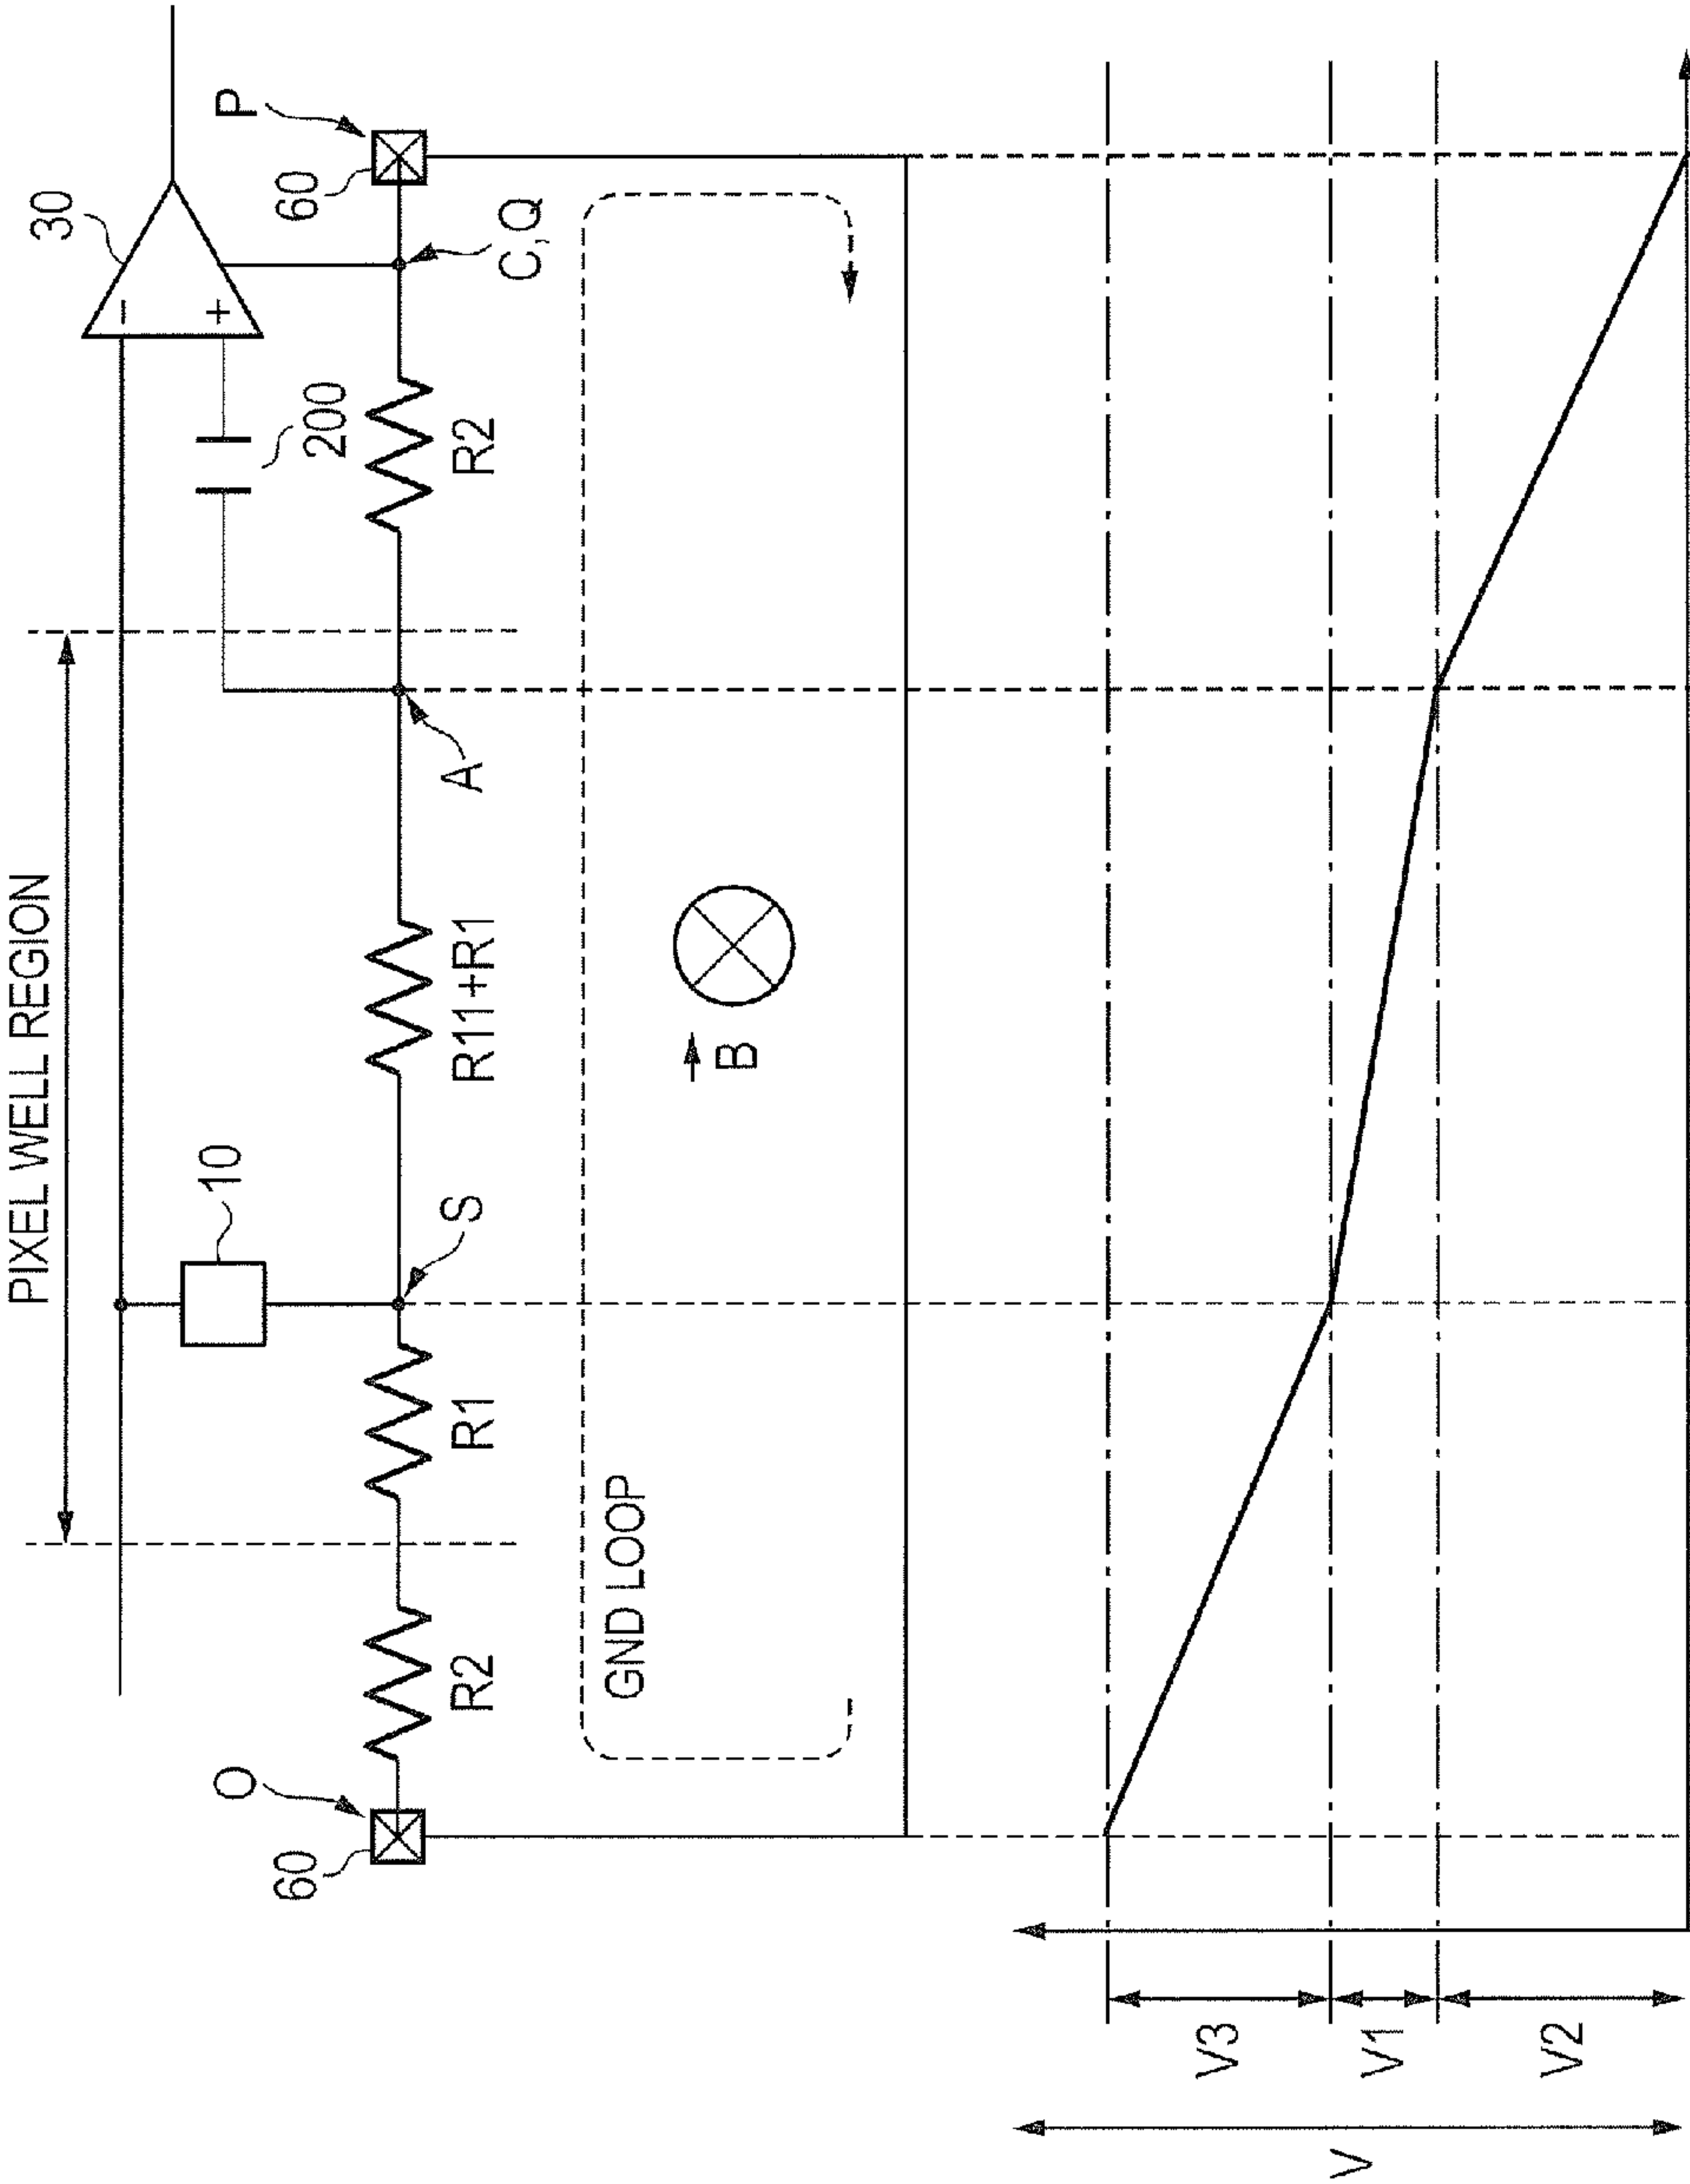 PIXEL WELL REGION
30
10
200
P
60
O
60
−
+
C,Q
R2
R1
S
R11+R1
A
R2
GND LOOP
B
V3
V1
V2
V